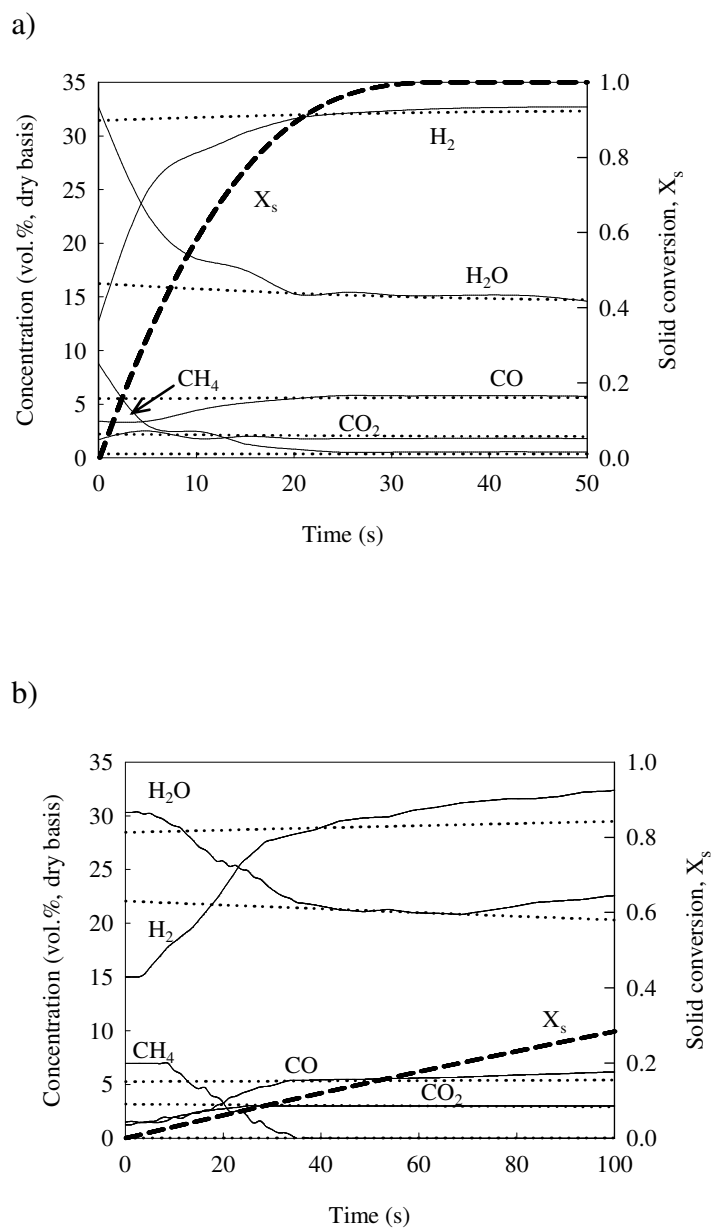 a)
Concentration (vol.%, dry basis)
35
30
25
20
15
10
5
0
H₂
Xₛ
H₂O
CH₄
CO
CO₂
1.0
0.8
0.6
0.4
0.2
0.0
Solid conversion, Xₛ
0 10 20 30 40 50
Time (s)
b)
Concentration (vol.%, dry basis)
35
30
25
20
15
10
5
0
H₂O
H₂
Xₛ
CH₄
CO
CO₂
1.0
0.8
0.6
0.4
0.2
0.0
Solid conversion, Xₛ
0 20 40 60 80 100
Time (s)